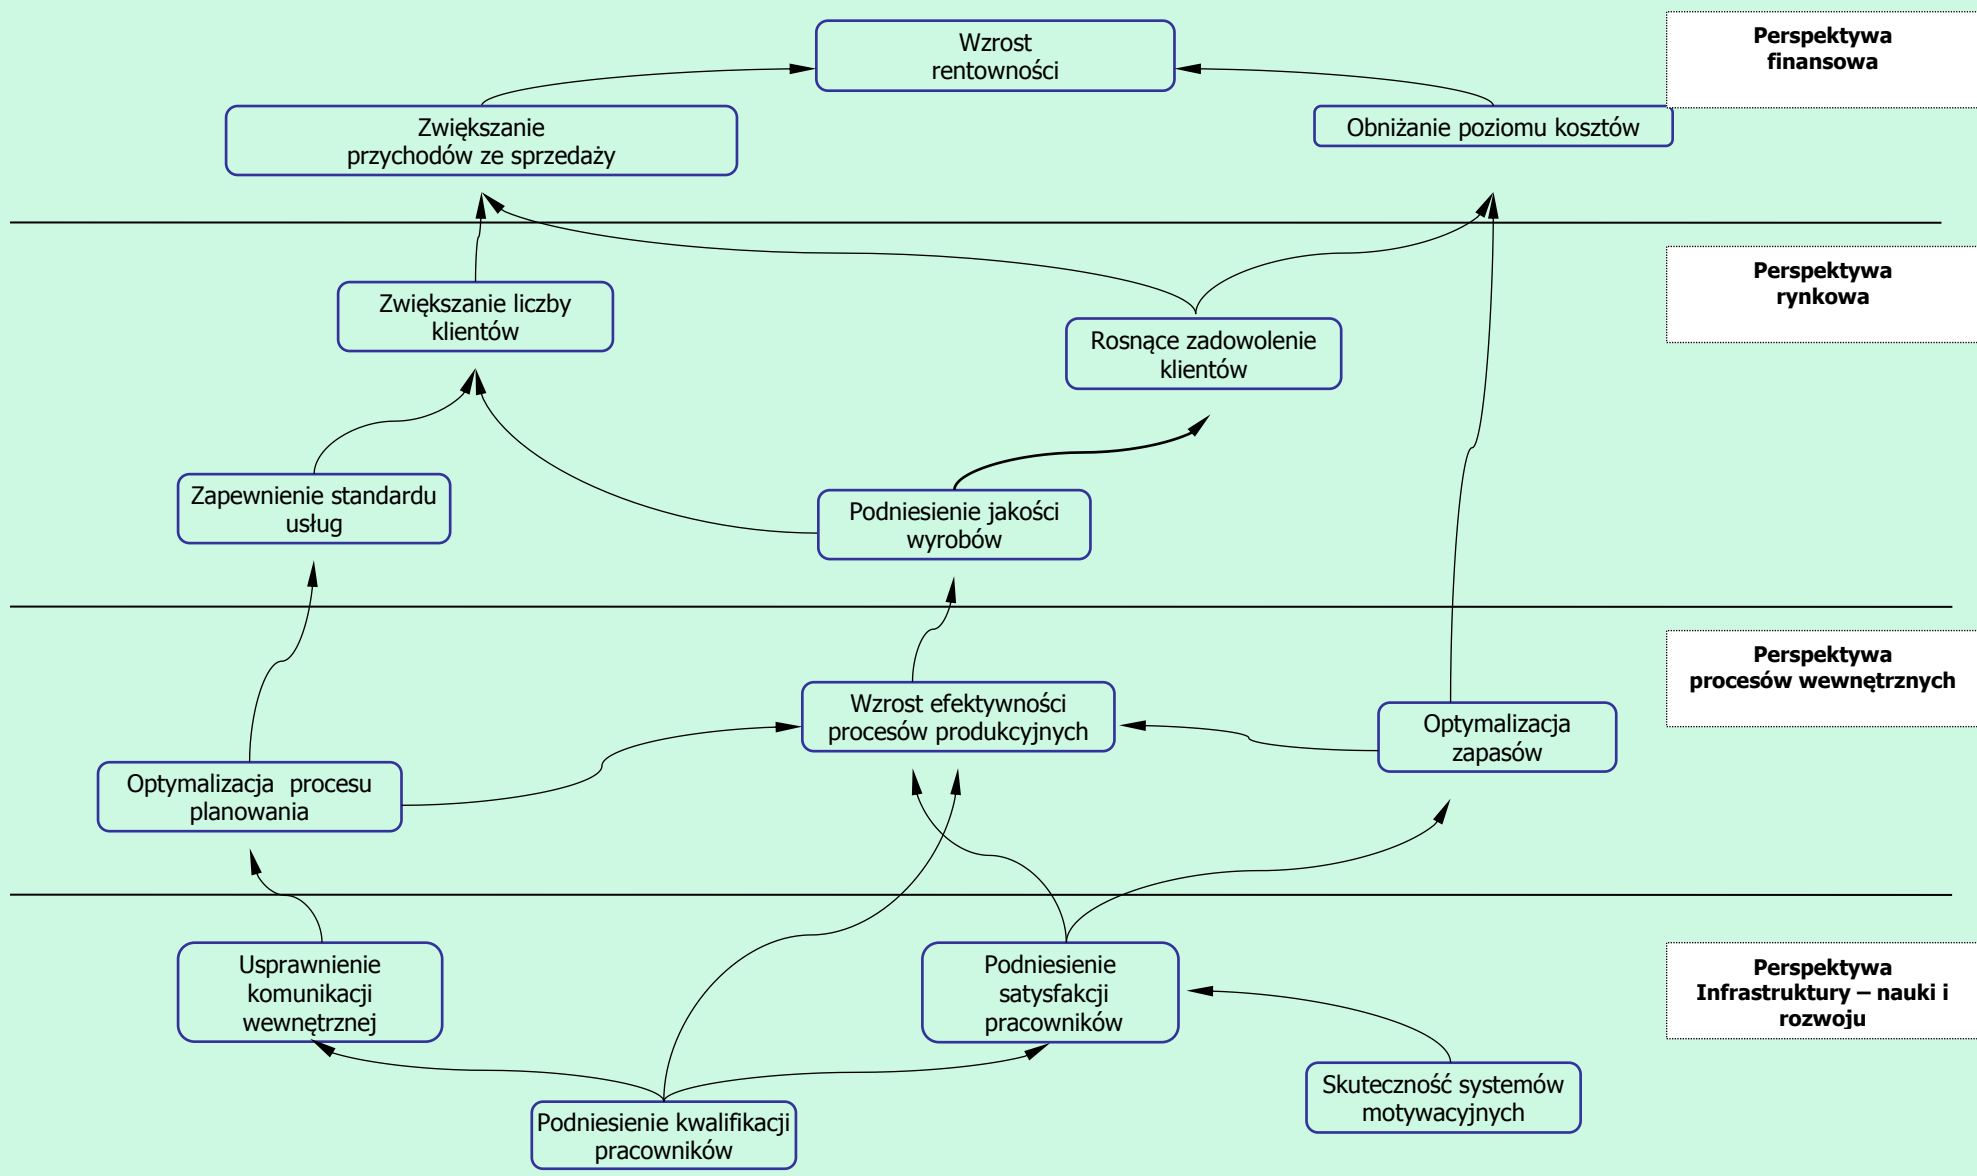 Wzrost
rentowności
Perspektywa
finansowa
Zwiększanie
przychodów ze sprzedaży
Obniżanie poziomu kosztów
Perspektywa
rynkowa
Zwiększanie liczby
klientów
Rosnące zadowolenie
klientów
Zapewnienie standardu
usług
Podniesienie jakości
wyrobów
Perspektywa
procesów wewnętrznych
Wzrost efektywności
procesów produkcyjnych
Optymalizacja
zapasów
Optymalizacja procesu
planowania
Usprawnienie
komunikacji
wewnętrznej
Podniesienie
satysfakcji
pracowników
Perspektywa
Infrastruktury – nauki i
rozwoju
Skuteczność systemów
motywacyjnych
Podniesienie kwalifikacji
pracowników